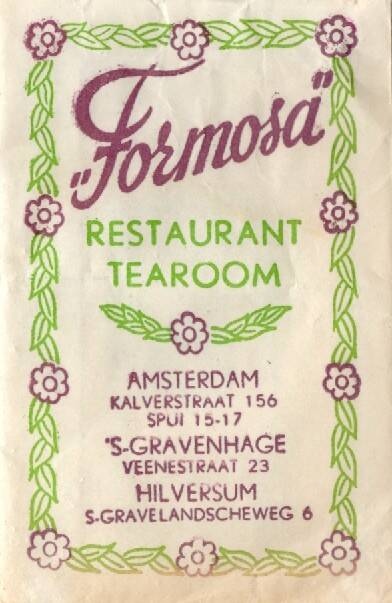 „Formosa"
RESTAURANT
TEAROOM
AMSTERDAM
KALVERSTRAAT 156
SPUI 15-17
'S-GRAVENHAGE
VEENESTRAAT 23
HILVERSUM
S-GRAVELANDSCHEWEG 6